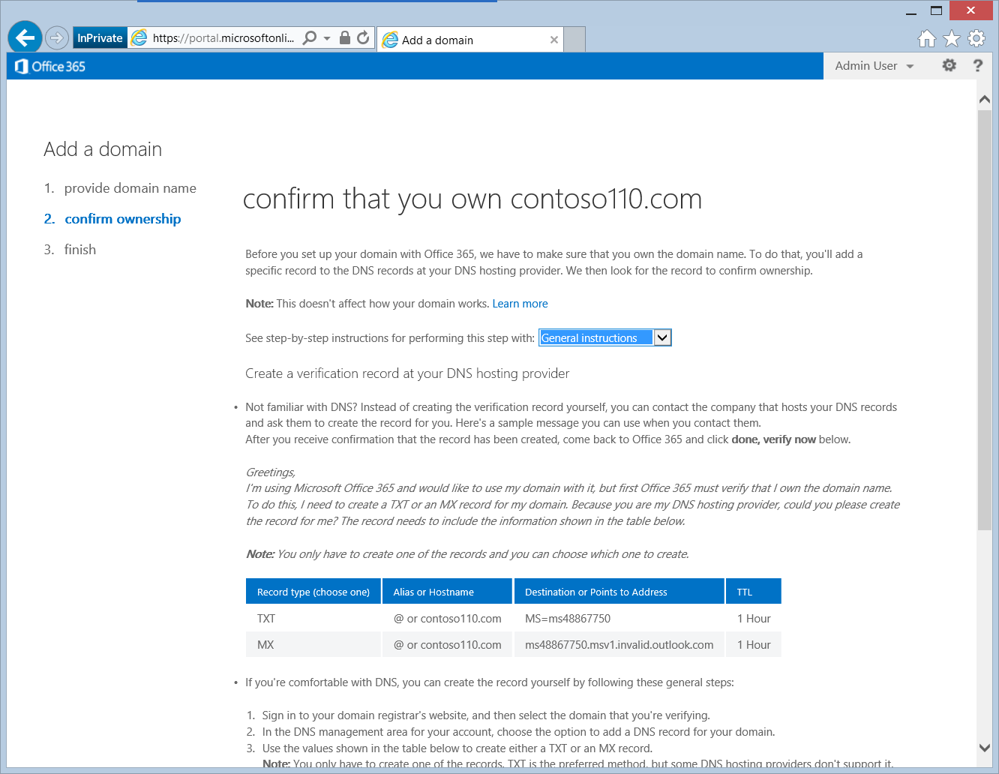 InPrivate
https://portal.microsoftonli...
Add a domain
Office 365
Admin User
?
Add a domain
1. provide domain name
2. confirm ownership
3. finish
confirm that you own contoso110.com
Before you set up your domain with Office 365, we have to make sure that you own the domain name. To do that, you'll add a
specific record to the DNS records at your DNS hosting provider. We then look for the record to confirm ownership.
Note: This doesn't affect how your domain works. Learn more
See step-by-step instructions for performing this step with: General instructions
Create a verification record at your DNS hosting provider
• Not familiar with DNS? Instead of creating the verification record yourself, you can contact the company that hosts your DNS records
and ask them to create the record for you. Here's a sample message you can use when you contact them.
After you receive confirmation that the record has been created, come back to Office 365 and click done, verify now below.
Greetings,
I'm using Microsoft Office 365 and would like to use my domain with it, but first Office 365 must verify that I own the domain name.
To do this, I need to create a TXT or an MX record for my domain. Because you are my DNS hosting provider, could you please create
the record for me? The record needs to include the information shown in the table below.
Note: You only have to create one of the records and you can choose which one to create.
Record type (choose one) Alias or Hostname Destination or Points to Address TTL
TXT @ or contoso110.com MS=ms48867750 1 Hour
MX @ or contoso110.com ms48867750.msv1.invalid.outlook.com 1 Hour
• If you're comfortable with DNS, you can create the record yourself by following these general steps:
1. Sign in to your domain registrar's website, and then select the domain that you're verifying.
2. In the DNS management area for your account, choose the option to add a DNS record for your domain.
3. Use the values shown in the table below to create either a TXT or an MX record.
Note: You only have to create one of the records. TXT is the preferred method, but some DNS hosting providers don't support it.